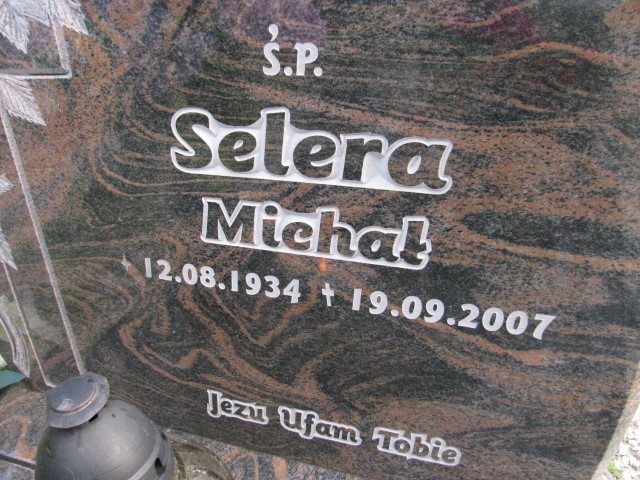 Ś.P.
Selera
Michał
* 12.08.1934 † 19.09.2007
Jezu Ufam Tobie